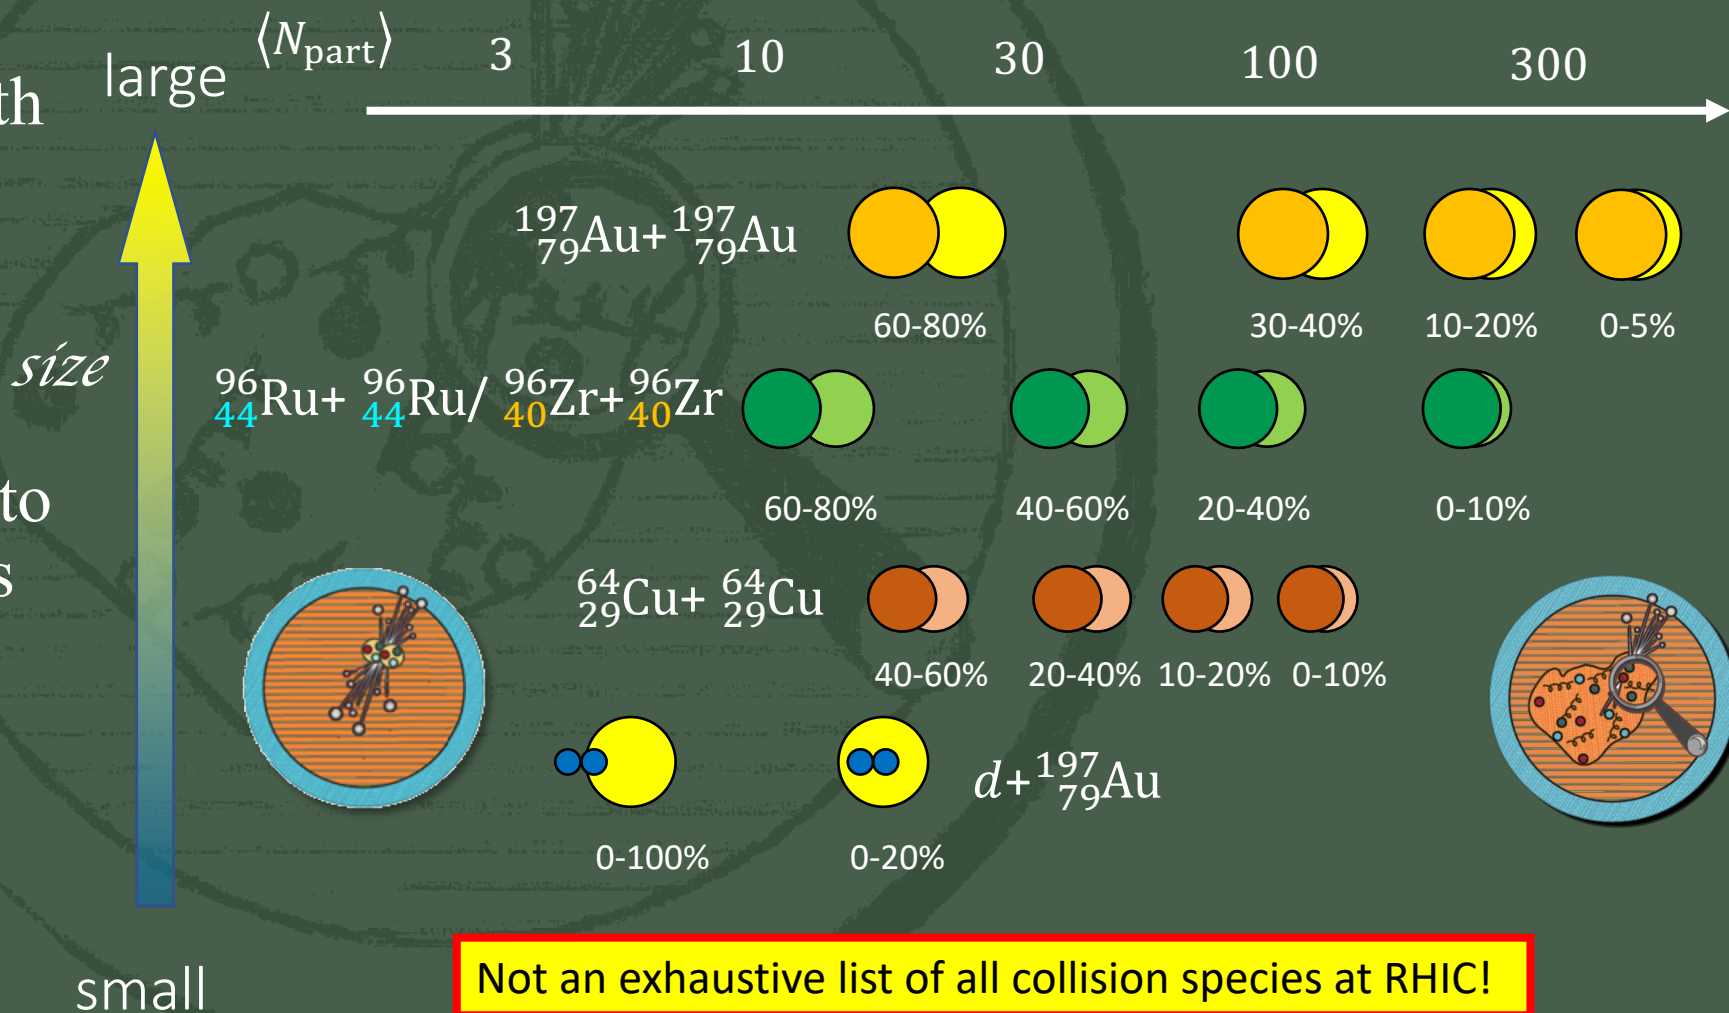 th
large
⟨N_part⟩ 3 10 30 100 300
¹⁹⁷₇₉Au+¹⁹⁷₇₉Au
60-80% 30-40% 10-20% 0-5%
size
⁹⁶₄₄Ru+ ⁹⁶₄₄Ru/ ⁹⁶₄₀Zr+⁹⁶₄₀Zr
60-80% 40-60% 20-40% 0-10%
to
s
⁶⁴₂₉Cu+ ⁶⁴₂₉Cu
40-60% 20-40% 10-20% 0-10%
d+¹⁹⁷₇₉Au
0-100% 0-20%
small
Not an exhaustive list of all collision species at RHIC!